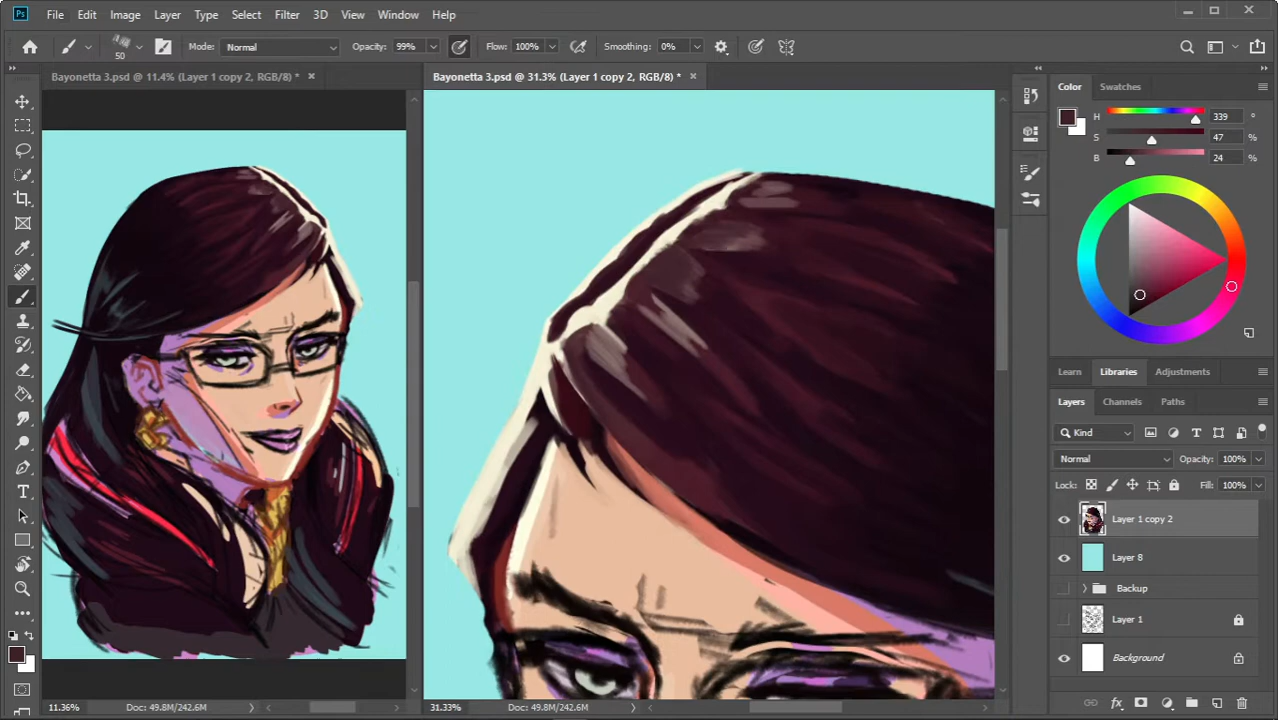 Ps File Edit Image Layer Type Select Filter 3D View Window Help
50 Mode: Normal Opacity: 99% Flow: 100% Smoothing: 0%
Bayonetta 3.psd @ 11.4% (Layer 1 copy 2, RGB/8) * Bayonetta 3.psd @ 31.3% (Layer 1 copy 2, RGB/8) *
Color Swatches
H 339 °
S 47 %
B 24 %
Learn Libraries Adjustments
Layers Channels Paths
Kind
Normal Opacity: 100%
Lock: Fill: 100%
Layer 1 copy 2
Layer 8
Backup
Layer 1
Background
11.36% Doc: 49.8M/242.6M 31.33% Doc: 49.8M/242.6M